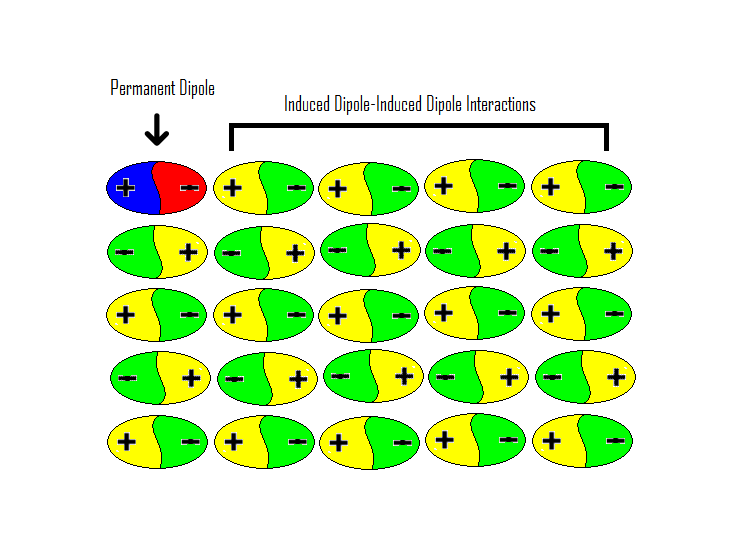 Permanent Dipole
Induced Dipole-Induced Dipole Interactions
+ - + - + - + - + -
- + - + - + - + - +
+ - + - + - + - + -
- + - + - + - + - +
+ - + - + - + - + -